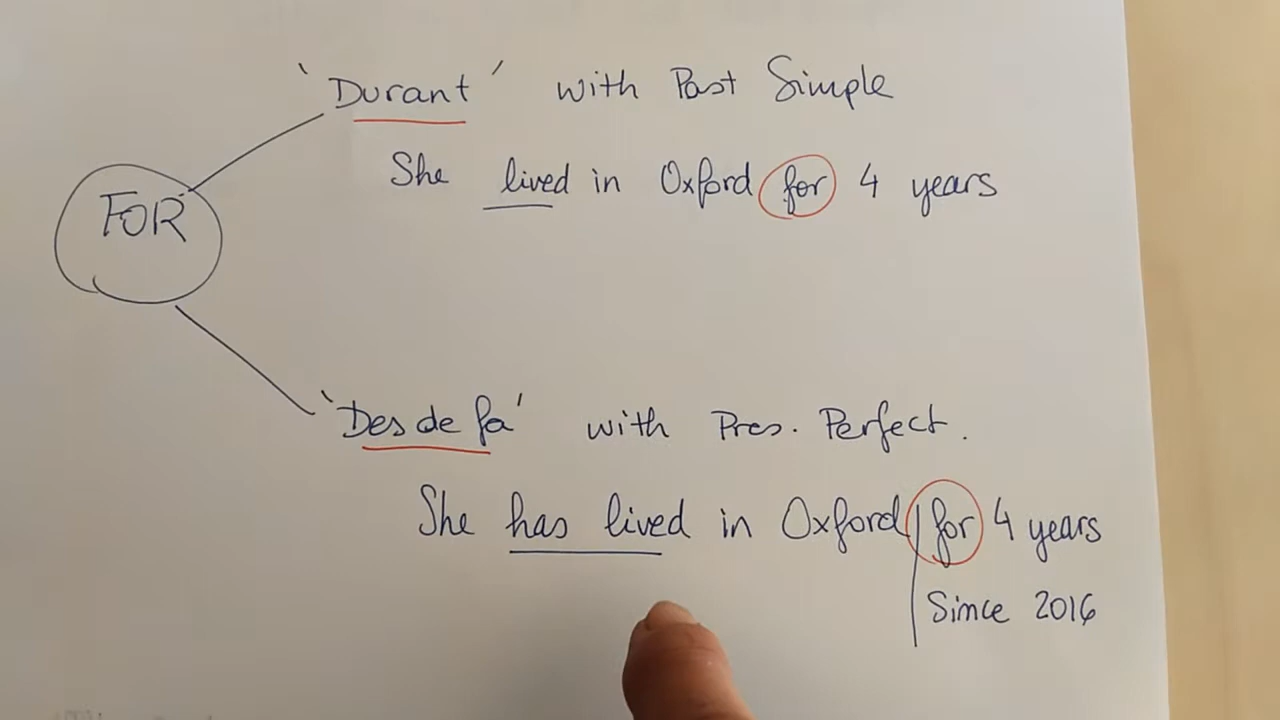 FOR
'Durant' with Past Simple
She lived in Oxford for 4 years
'Des de fa' with Pres. Perfect.
She has lived in Oxford for 4 years
Since 2016